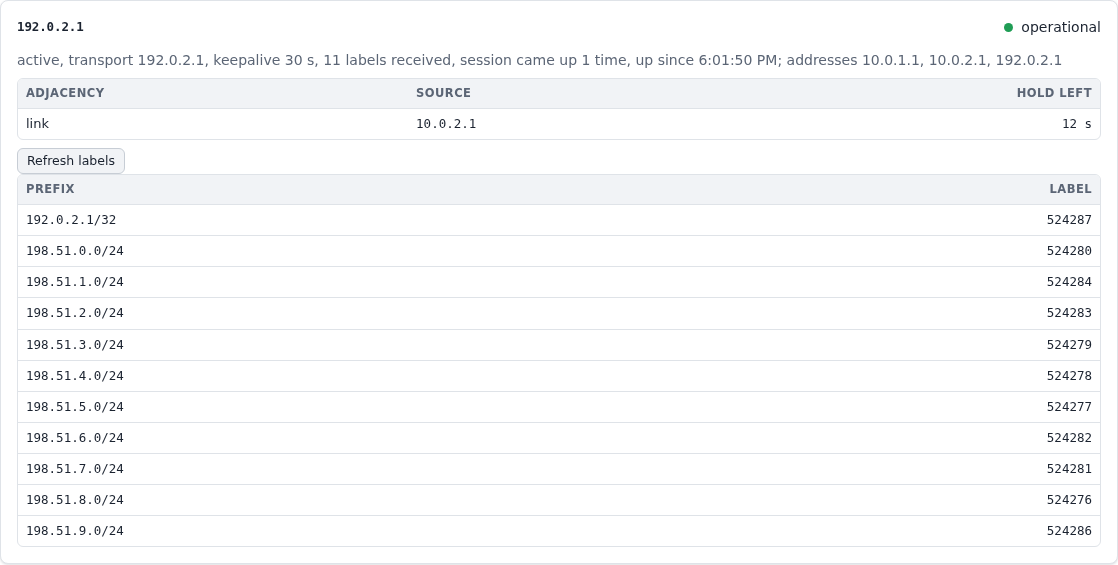 192.0.2.1 operational
active, transport 192.0.2.1, keepalive 30 s, 11 labels received, session came up 1 time, up since 6:01:50 PM; addresses 10.0.1.1, 10.0.2.1, 192.0.2.1
ADJACENCY SOURCE HOLD LEFT
link 10.0.2.1 12 s
Refresh labels
PREFIX LABEL
192.0.2.1/32 524287
198.51.0.0/24 524280
198.51.1.0/24 524284
198.51.2.0/24 524283
198.51.3.0/24 524279
198.51.4.0/24 524278
198.51.5.0/24 524277
198.51.6.0/24 524282
198.51.7.0/24 524281
198.51.8.0/24 524276
198.51.9.0/24 524286